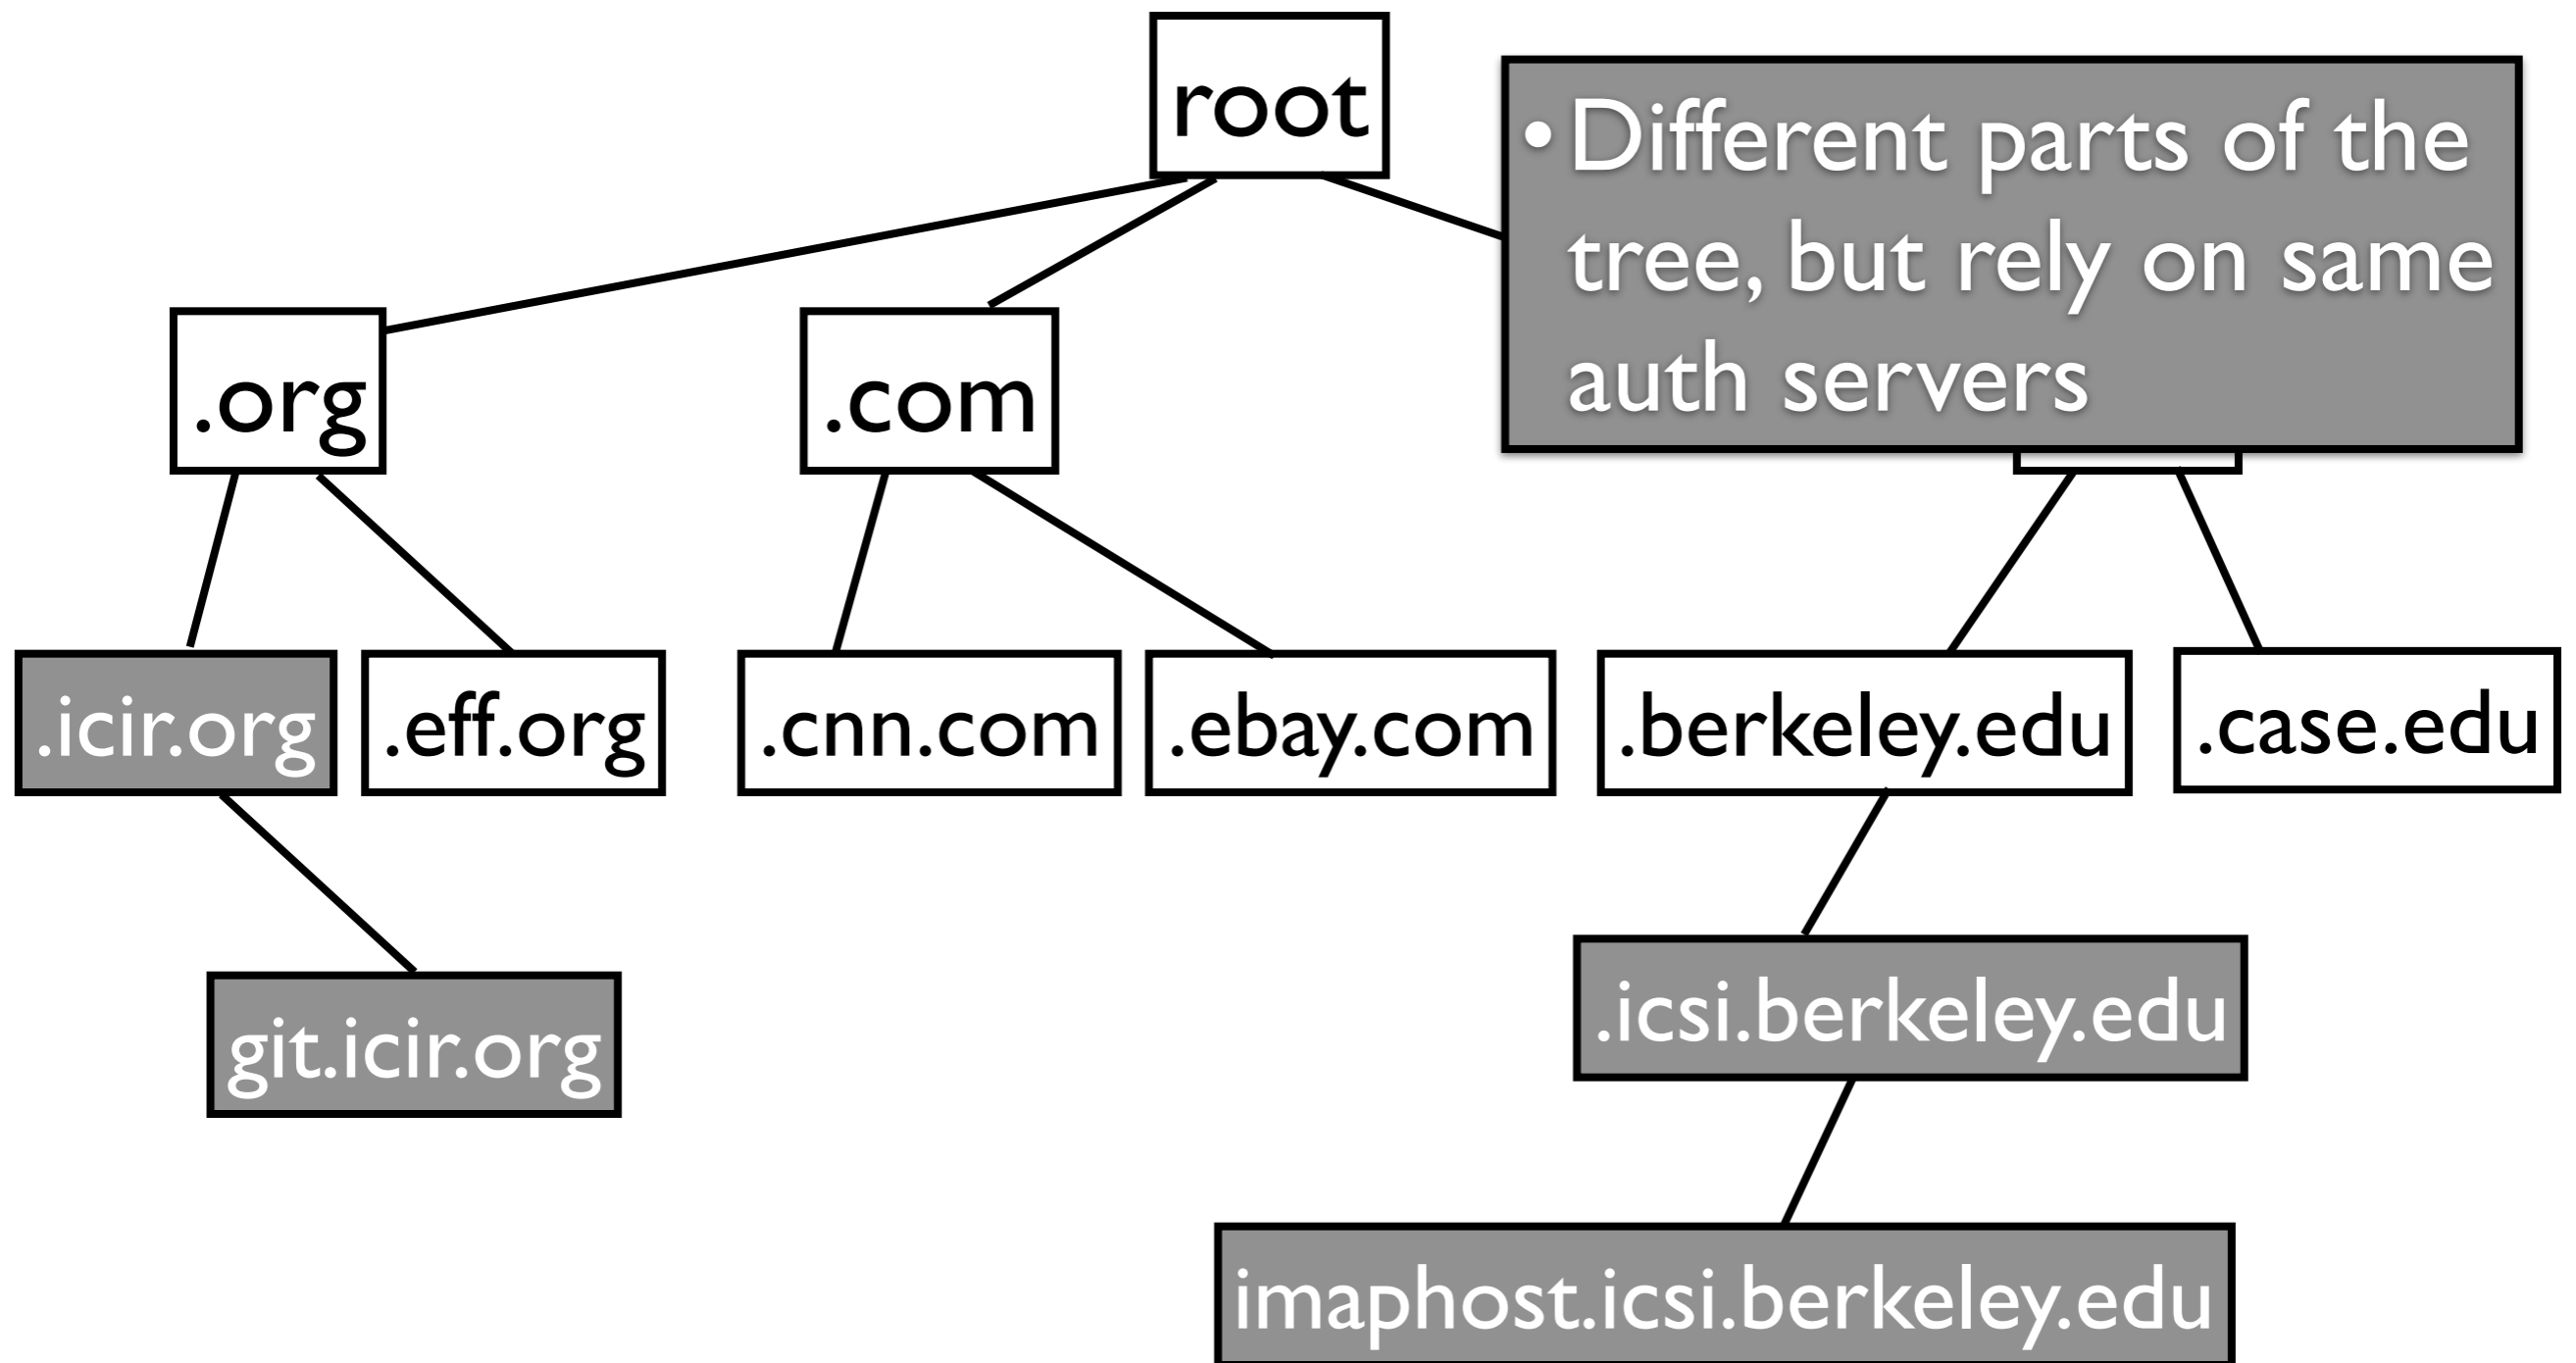 root
• Different parts of the
tree, but rely on same
auth servers
.org
.com
.icir.org
.eff.org
.cnn.com
.ebay.com
.berkeley.edu
.case.edu
git.icir.org
.icsi.berkeley.edu
imaphost.icsi.berkeley.edu